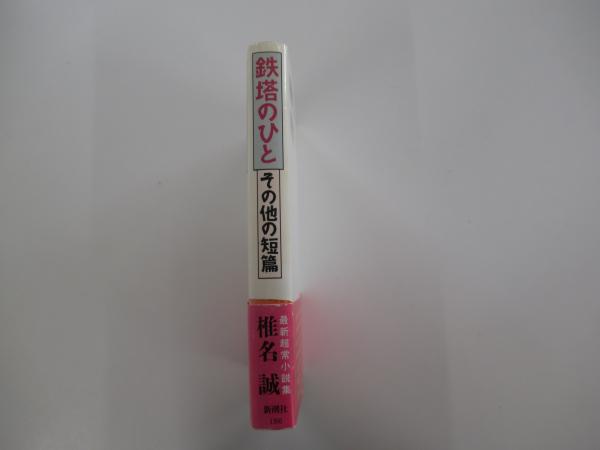 鉄塔のひと
その他の短篇
最新超常小説集
椎名誠
新潮社